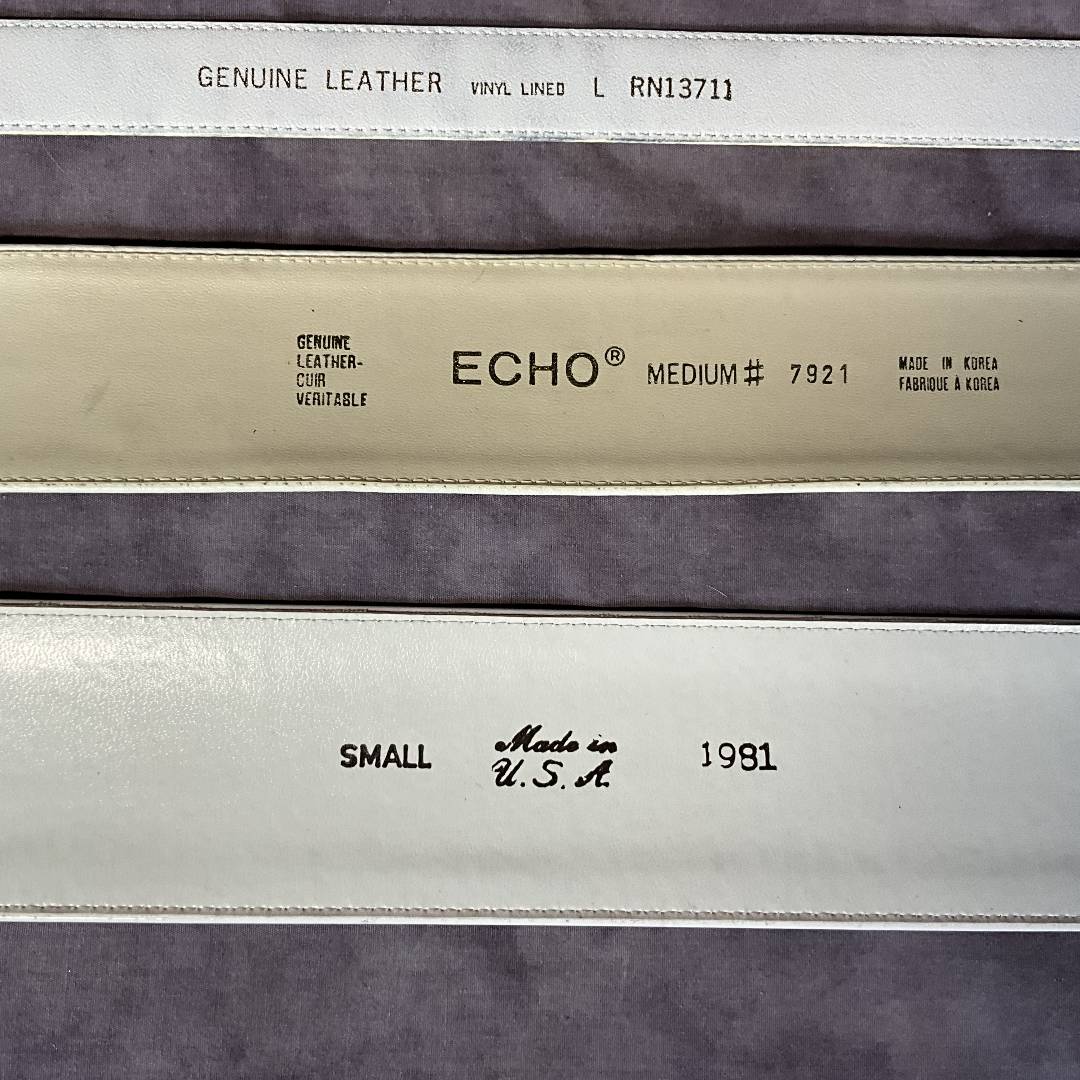 GENUINE LEATHER VINYL LINED L RN13711
GENUINE
LEATHER-
CUIR
VERITABLE
ECHO® MEDIUM # 7921
MADE IN KOREA
FABRIQUE À KOREA
SMALL
Made in
U.S.A.
1981